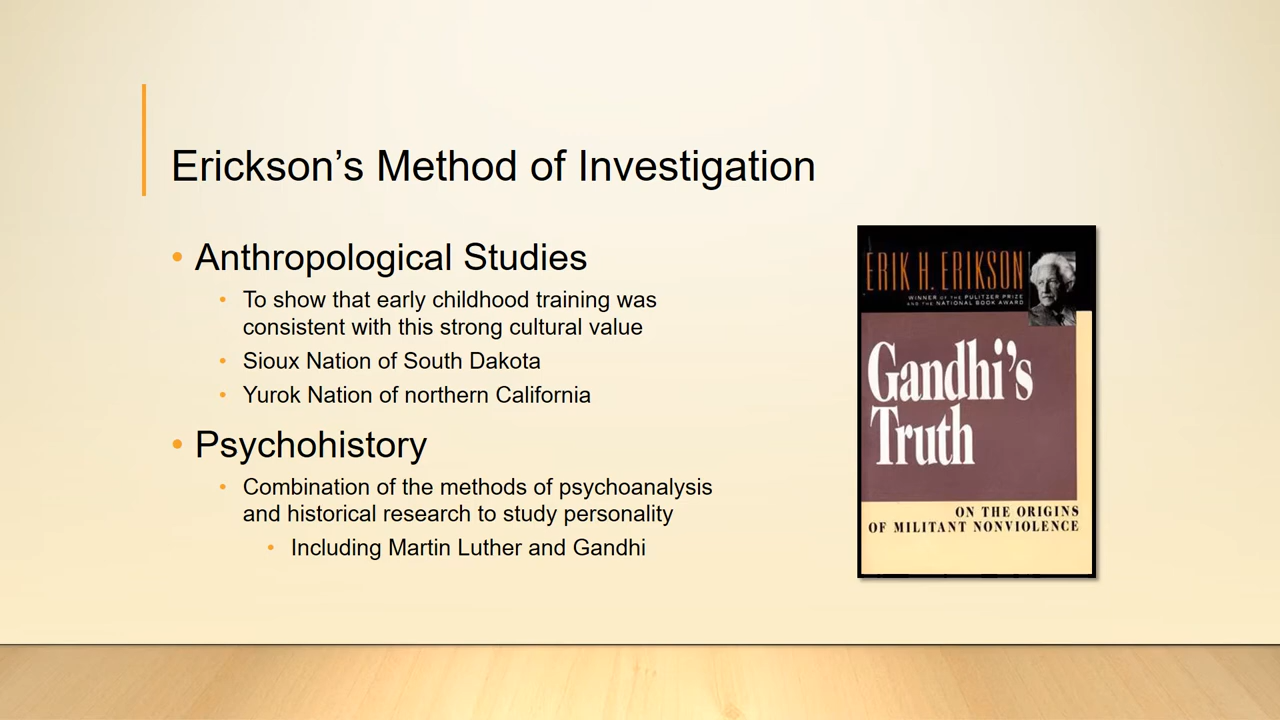 Erickson’s Method of Investigation
• Anthropological Studies
• To show that early childhood training was
consistent with this strong cultural value
• Sioux Nation of South Dakota
• Yurok Nation of northern California
• Psychohistory
• Combination of the methods of psychoanalysis
and historical research to study personality
• Including Martin Luther and Gandhi
ERIK H. ERIKSON
WINNER OF THE PULITZER PRIZE
AND THE NATIONAL BOOK AWARD
Gandhi’s
Truth
ON THE ORIGINS
OF MILITANT NONVIOLENCE